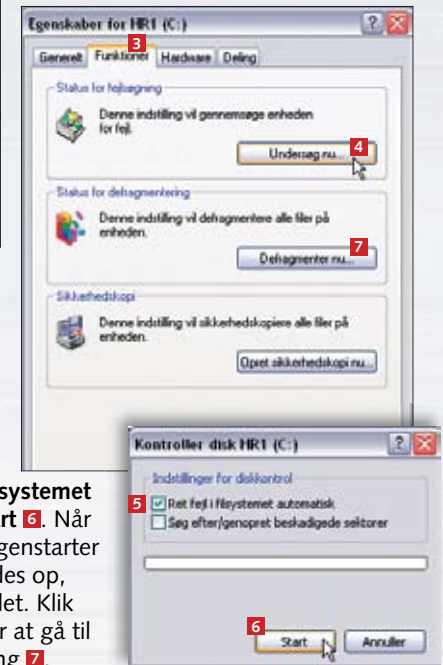 Egenskaber for HR1 (C:)
3
Generelt Funktioner Hardware Deling
Status for fejlsøgning
Denne indstilling vil gennemsøge enheden
for fejl.
4
Undersøg nu...
Status for defragmentering
Denne indstilling vil defragmentere alle filer på
enheden.
7
Defragmenter nu...
Sikkerhedskopi
Denne indstilling vil sikkerhedskopiere alle filer på
enheden.
Opret sikkerhedskopi nu...
Kontroller disk HR1 (C:)
Indstillinger for diskkontrol
5 Ret fejl i filsystemet automatisk
Søg efter/genopret beskadigede sektorer
6
Start Annuller
systemet
rt 6. Når
genstarter
des op,
det. Klik
r at gå til
ng 7.